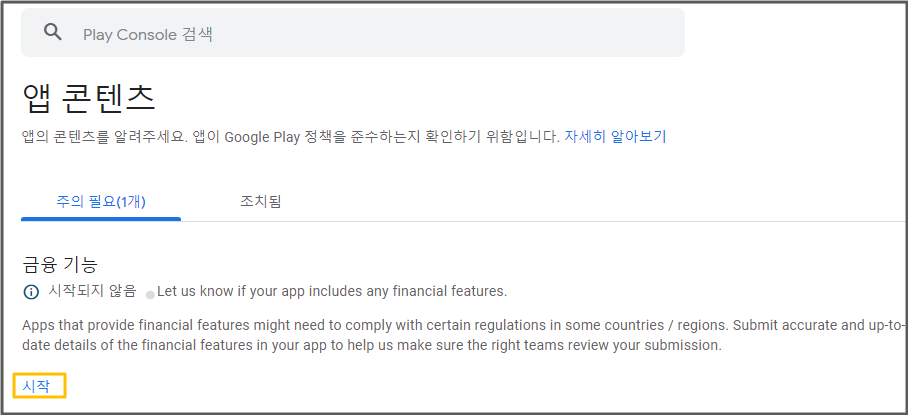 Play Console 검색
앱 콘텐츠
앱의 콘텐츠를 알려주세요. 앱이 Google Play 정책을 준수하는지 확인하기 위함입니다. 자세히 알아보기
주의 필요(1개) 조치됨
금융 기능
시작되지 않음 Let us know if your app includes any financial features.
Apps that provide financial features might need to comply with certain regulations in some countries / regions. Submit accurate and up-to-
date details of the financial features in your app to help us make sure the right teams review your submission.
시작